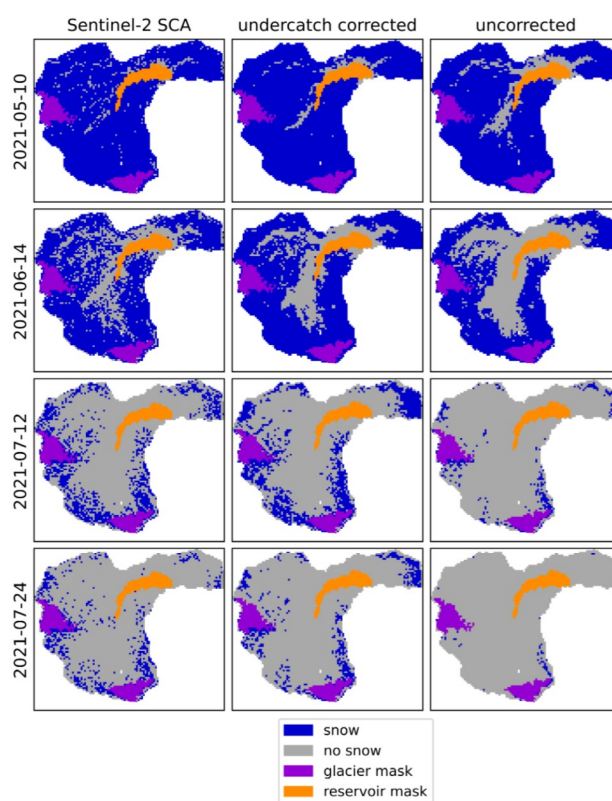 Sentinel-2 SCA undercatch corrected uncorrected
2021-05-10
2021-06-14
2021-07-12
2021-07-24
snow
no snow
glacier mask
reservoir mask